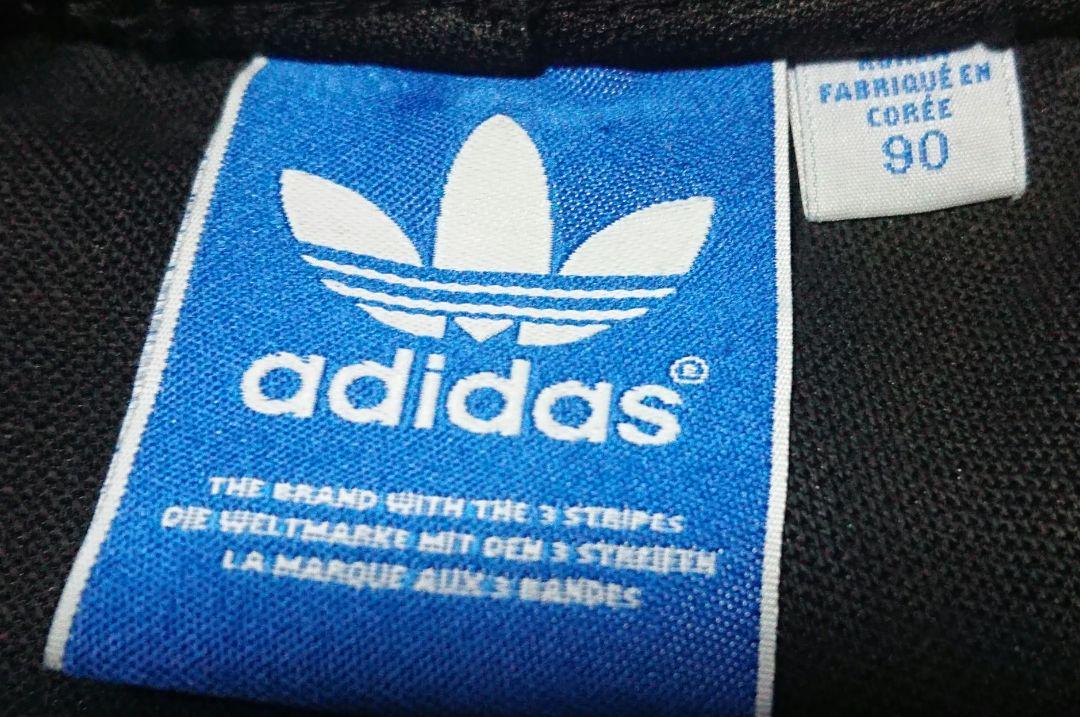 adidas®
THE BRAND WITH THE 3 STRIPES
DIE WELTMARKE MIT DEN 3 STREIFEN
LA MARQUE AUX 3 BANDES
FABRIQUÉ EN
CORÉE
90